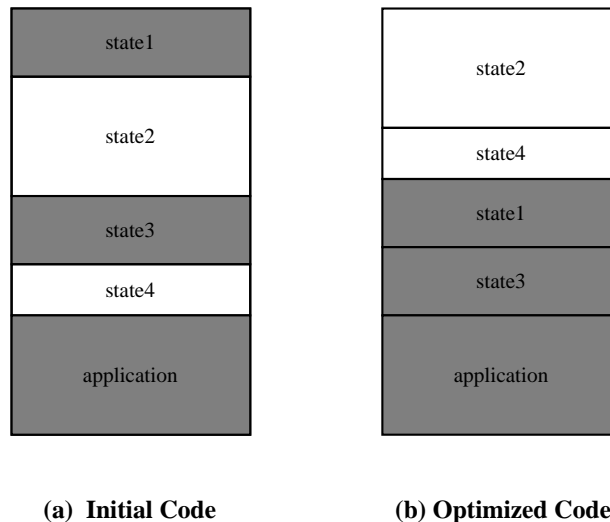 state1
state2
state3
state4
application
(a) Initial Code
state2
state4
state1
state3
application
(b) Optimized Code